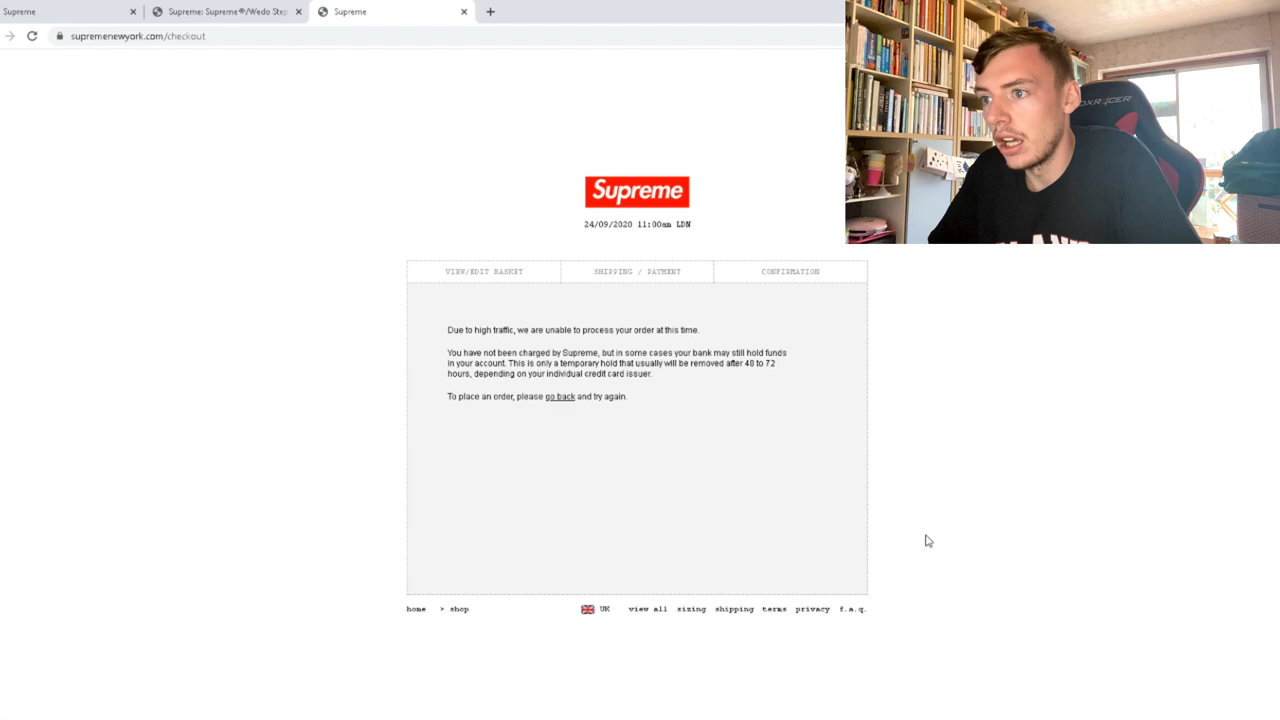 Supreme
Supreme: Supreme®/Wedo Step
Supreme
supremenewyork.com/checkout
DXRACER
Supreme
24/09/2020 11:00am LDN
VIEW/EDIT BASKET
SHIPPING / PAYMENT
CONFIRMATION
Due to high traffic, we are unable to process your order at this time.
You have not been charged by Supreme, but in some cases your bank may still hold funds
in your account. This is only a temporary hold that usually will be removed after 48 to 72
hours, depending on your individual credit card issuer.
To place an order, please go back and try again.
home > shop
UK
view all sizing shipping terms privacy f.a.q.